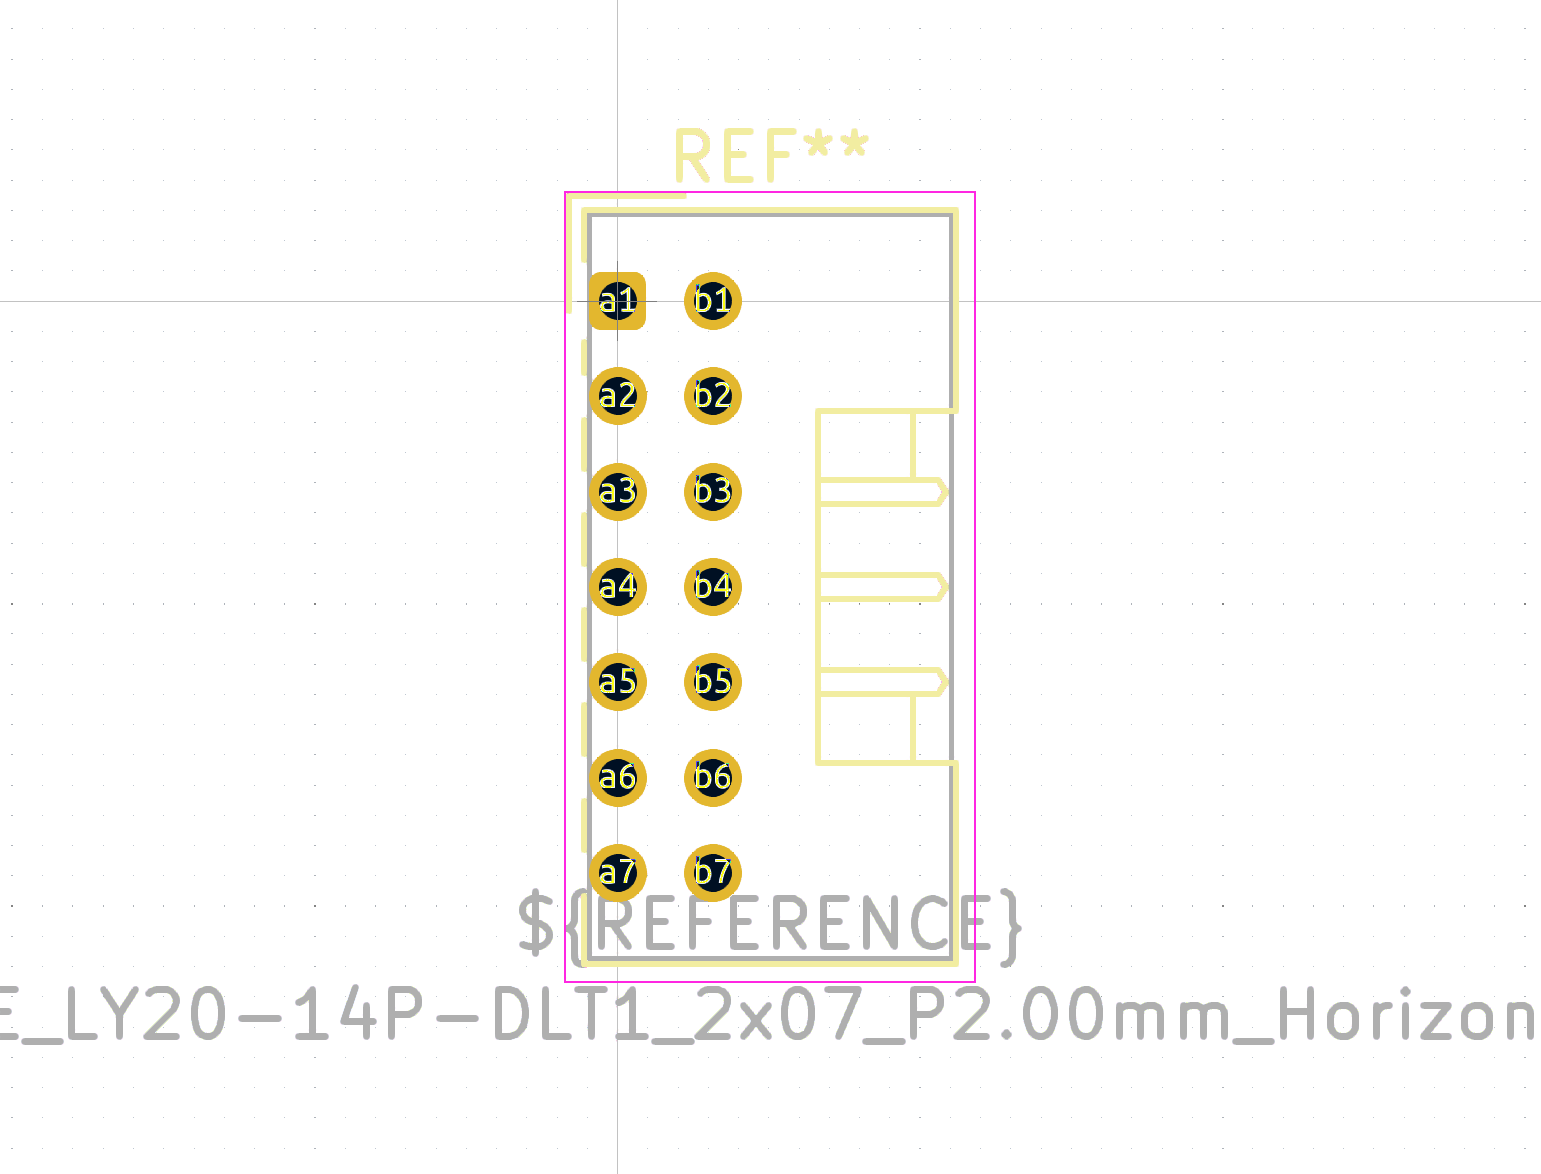 REF**
a1 b1
a2 b2
a3 b3
a4 b4
a5 b5
a6 b6
a7 b7
${REFERENCE}
E_LY20-14P-DLT1_2x07_P2.00mm_Horizon